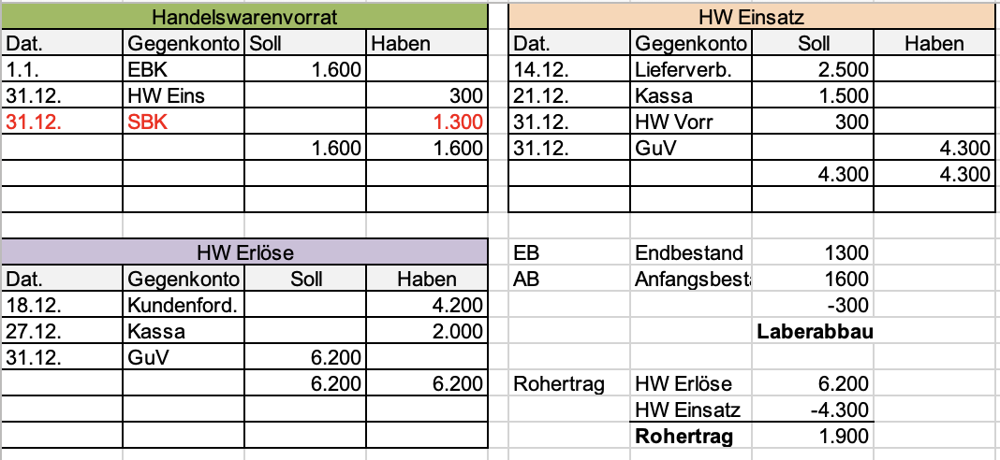 Handelswarenvorrat
Dat. Gegenkonto Soll Haben
1.1. EBK 1.600
31.12. HW Eins 300
31.12. SBK 1.300
1.600 1.600
HW Einsatz
Dat. Gegenkonto Soll Haben
14.12. Lieferverb. 2.500
21.12. Kassa 1.500
31.12. HW Vorr 300
31.12. GuV 4.300
4.300 4.300
HW Erlöse
Dat. Gegenkonto Soll Haben
18.12. Kundenford. 4.200
27.12. Kassa 2.000
31.12. GuV 6.200
6.200 6.200
EB Endbestand 1300
AB Anfangsbest 1600
-300
Laberabbau
Rohertrag HW Erlöse 6.200
HW Einsatz -4.300
Rohertrag 1.900